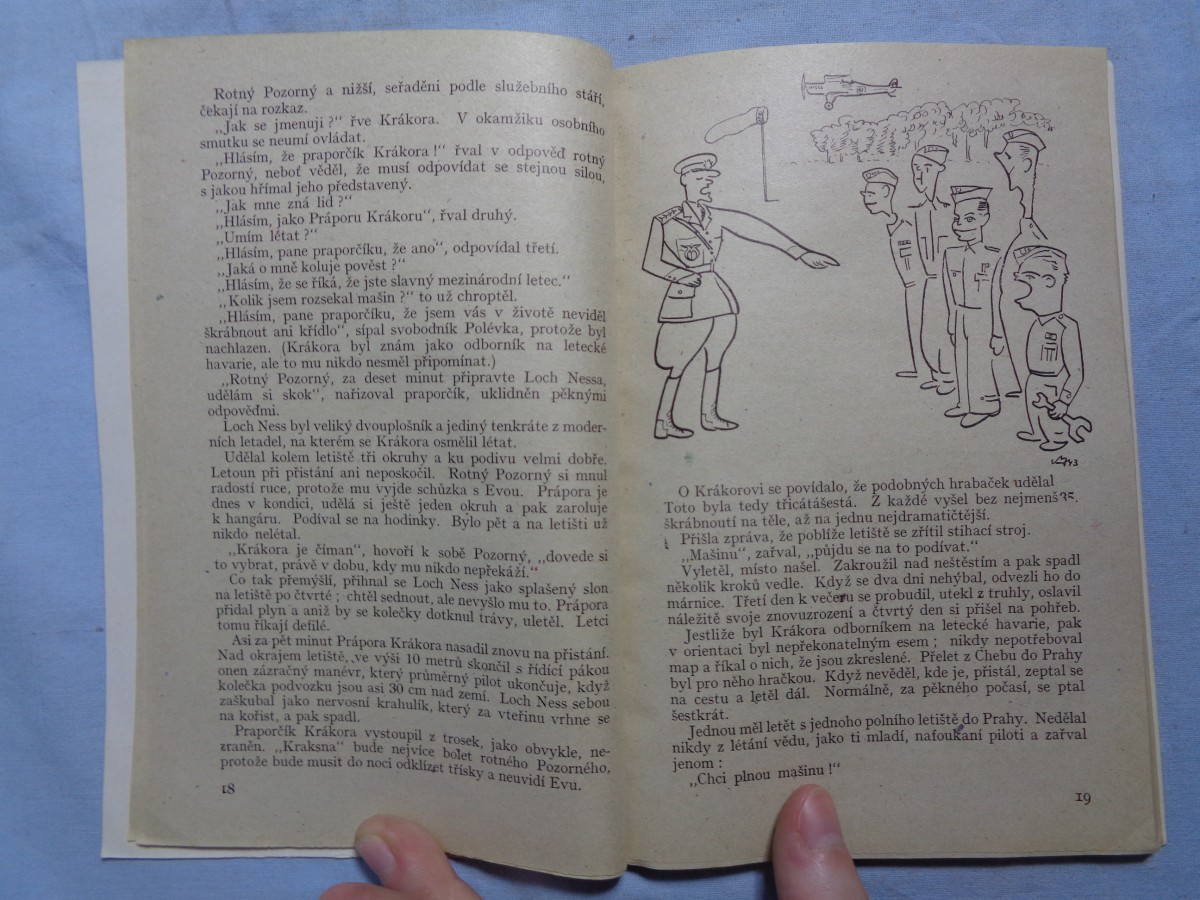 Rotný Pozorný a nižší, seřaděni podle služebního stáří,
čekají na rozkaz.
„Jak se jmenuji?“ řve Krákora. V okamžiku osobního
smutku se neumí ovládat.
„Hlásím, že praporčík Krákora!“ řval v odpověď rotný
Pozorný, neboť věděl, že musí odpovídat se stejnou silou,
s jakou hřímal jeho představený.
„Jak mne zná lid?“
„Hlásím, jako Práporu Krákoru“, řval druhý.
„Umím létat?“
„Hlásím, pane praporčíku, že ano“, odpovídal třetí.
„Jaká o mně koluje pověst?“
„Hlásím, že se říká, že jste slavný mezinárodní letec.“
„Kolik jsem rozsekal mašin?“ to už chroptěl.
„Hlásím, pane praporčíku, že jsem vás v životě neviděl
škrábnout ani křídlo“, sípal svobodník Polévka, protože byl
nachlazen. (Krákora byl znám jako odborník na letecké
havarie, ale to mu nikdo nesměl připomínat.)
„Rotný Pozorný, za deset minut připravte Loch Nessa,
udělám si skok“, nařizoval praporčík, uklidněn pěknými
odpověďmi.
Loch Ness byl veliký dvouplošník a jediný tenkráte z moder-
ních letadel, na kterém se Krákora osmělil létat.
Udělal kolem letiště tři okruhy a ku podivu velmi dobře.
Letoun při přistání ani neposkočil. Rotný Pozorný si mnul
radostí ruce, protože mu vyjde schůzka s Evou. Prápora je
dnes v kondici, udělá si ještě jeden okruh a pak zaroluje
k hangáru. Podíval se na hodinky. Bylo pět a na letišti už
nikdo nelétal.
„Krákora je číman“, hovoří k sobě Pozorný, „dovede si
to vybrat, právě v dobu, kdy mu nikdo nepřekáží.“
Co tak přemýšlí, přihnal se Loch Ness jako splašený slon
na letiště po čtvrté; chtěl sednout, ale nevyšlo mu to. Prápora
přidal plyn a aniž by se kolečky dotknul trávy, uletěl. Letci
tomu říkají defilé.
Asi za pět minut Prápora Krákora nasadil znovu na přistání.
Nad okrajem letiště, ve výši 10 metrů skončil s řídící pákou
onen zázračný manévr, který průměrný pilot ukončuje, když
kolečka podvozku jsou asi 30 cm nad zemí. Loch Ness sebou
zaškubal jako nervosní krahulík, který za vteřinu vrhne se
na kořist, a pak spadl.
Praporčík Krákora vystoupil z trosek, jako obvykle, ne-
zraněn. „Kraksna“ bude nejvíce bolet rotného Pozorného,
protože bude musit do noci odklízet třísky a neuvidí Evu.
18
O Krákorovi se povídalo, že podobných hrabaček udělal
Toto byla tedy třicátášestá. Z každé vyšel bez nejmenš35.
škrábnoutí na těle, až na jednu nejdramatičtější.
Přišla zpráva, že poblíže letiště se zřítil stihací stroj.
„Mašinu“, zařval, „půjdu se na to podívat.“
Vyletěl, místo našel. Zakroužil nad neštěstím a pak spadl
několik kroků vedle. Když se dva dni nehýbal, odvezli ho do
márnice. Třetí den k večeru se probudil, utekl z truhly, oslavil
náležitě svoje znovuzrození a čtvrtý den si přišel na pohřeb.
Jestliže byl Krákora odborníkem na letecké havarie, pak
v orientaci byl nepřekonatelným esem; nikdy nepotřeboval
map a říkal o nich, že jsou zkreslené. Přelet z Chebu do Prahy
byl pro něho hračkou. Když nevěděl, kde je, přistál, zeptal se
na cestu a letěl dál. Normálně, za pěkného počasí, se ptal
šestkrát.
Jednou měl letět s jednoho polního letiště do Prahy. Nedělal
nikdy z létání vědu, jako ti mladí, nafoukaní piloti a zařval
jenom:
„Chci plnou mašinu!“
19